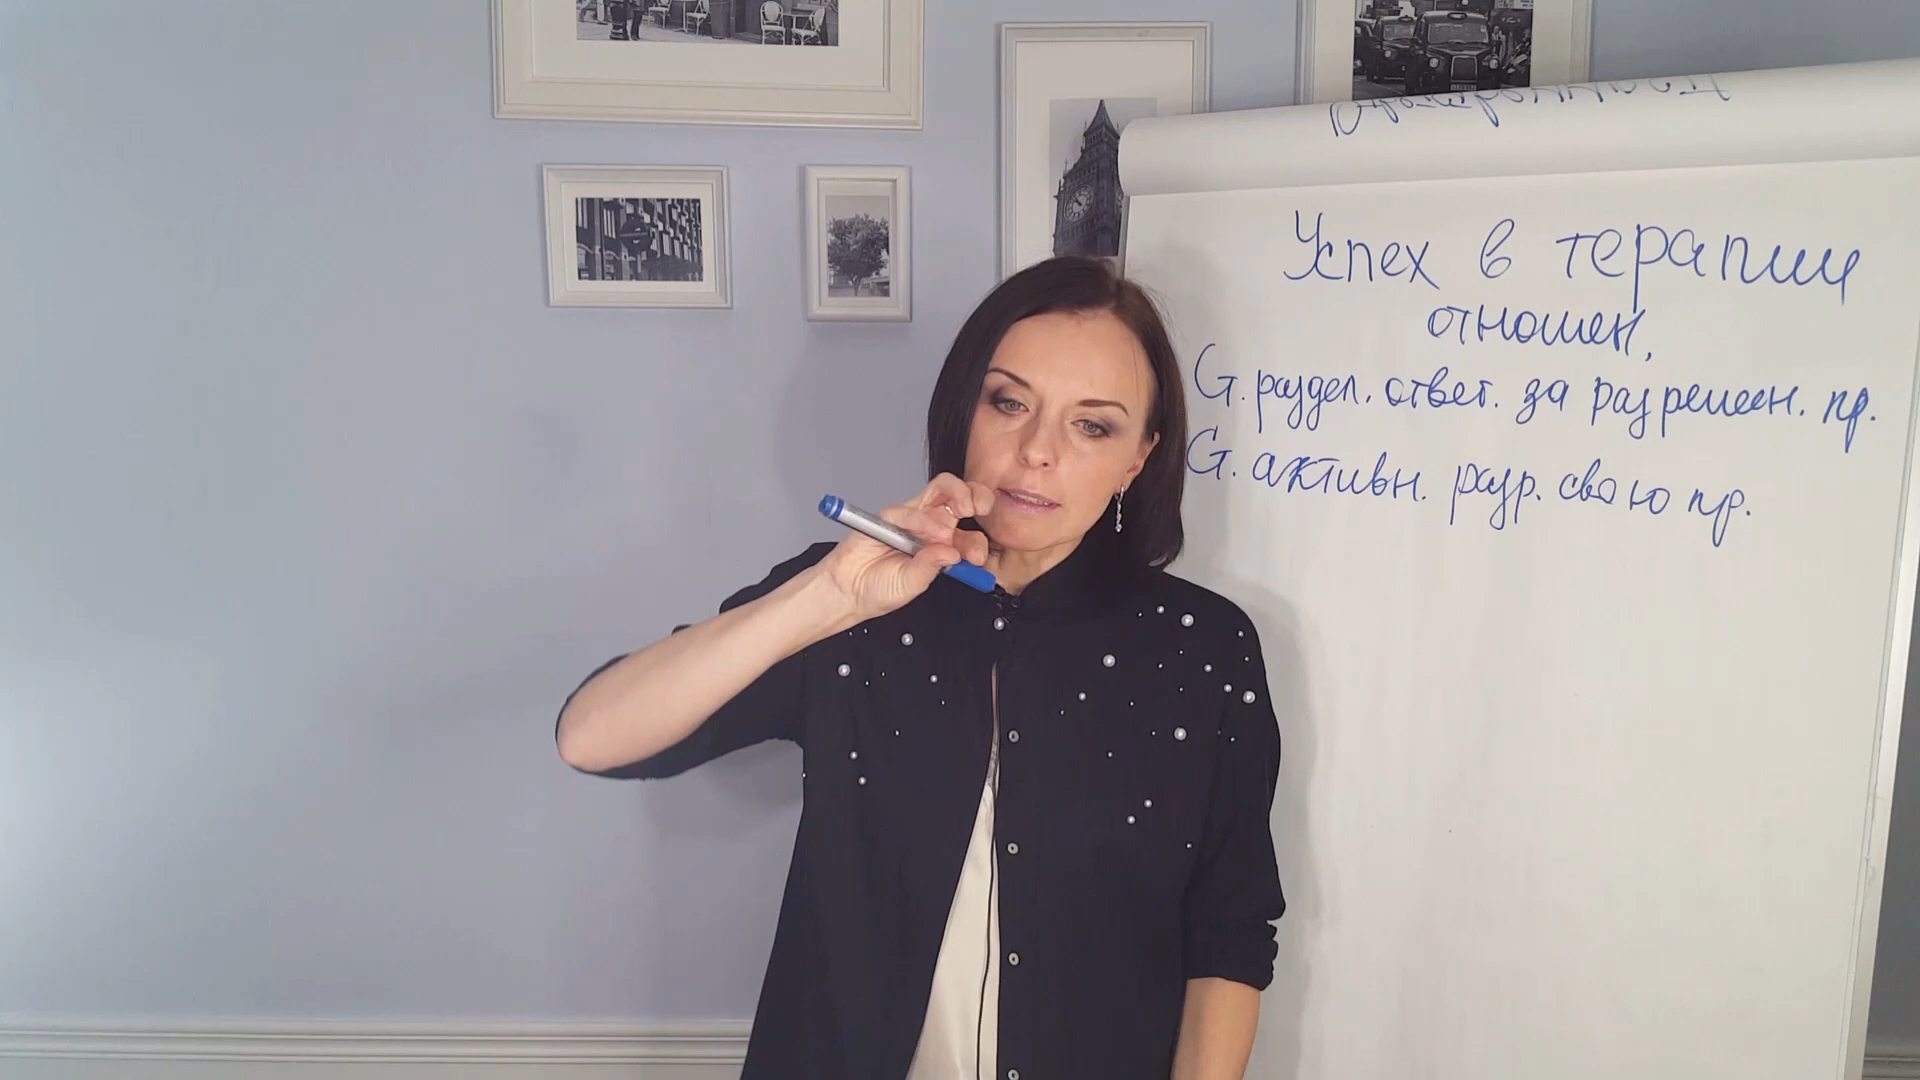 Успех в терапии
отношен.
G. раздел. ответ. за разрешен. пр.
G. активн. разр. свою пр.